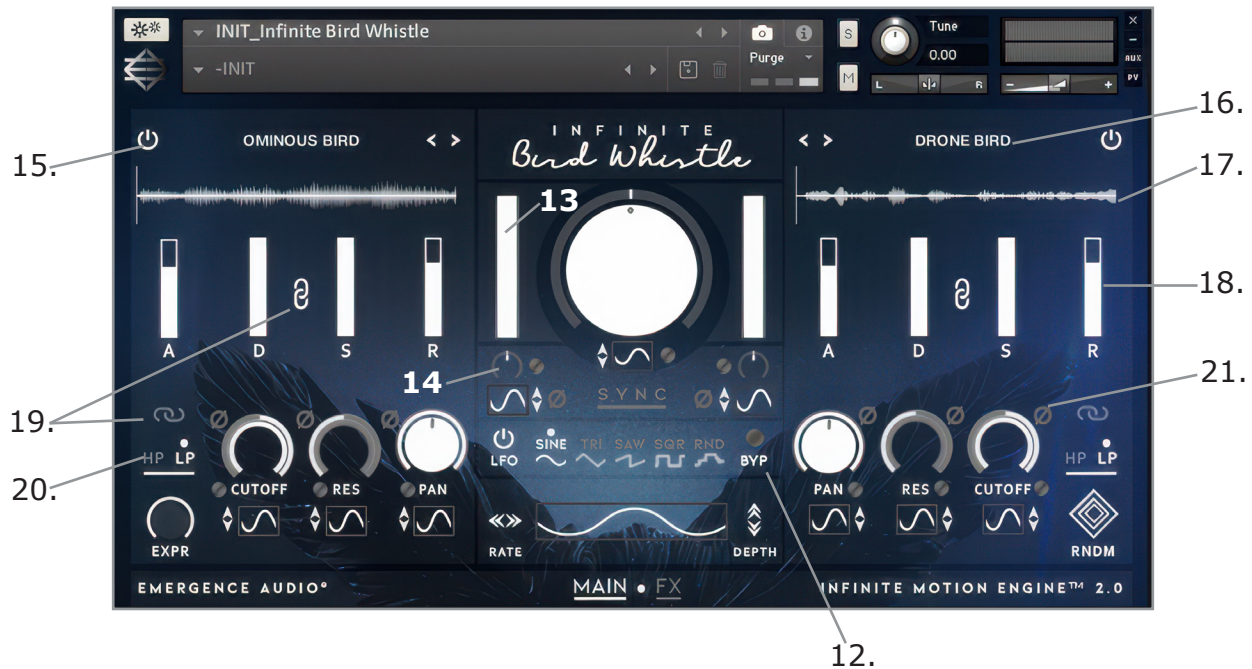 INIT_Infinite Bird Whistle
-INIT
Purge
S
M
Tune
0.00
L R
- +
×
-
AUX
PV
15.
OMINOUS BIRD
< >
INFINITE
Bird Whistle
< >
DRONE BIRD
16.
17.
13
A D S R
A D S R
18.
14
SYNC
19.
21.
HP LP
20.
CUTOFF RES PAN
LFO
SINE TRI SAW SQR RND
BYP
PAN RES CUTOFF
HP LP
EXPR
RATE
DEPTH
RNDM
EMERGENCE AUDIO°
MAIN • FX
INFINITE MOTION ENGINE™ 2.0
12.